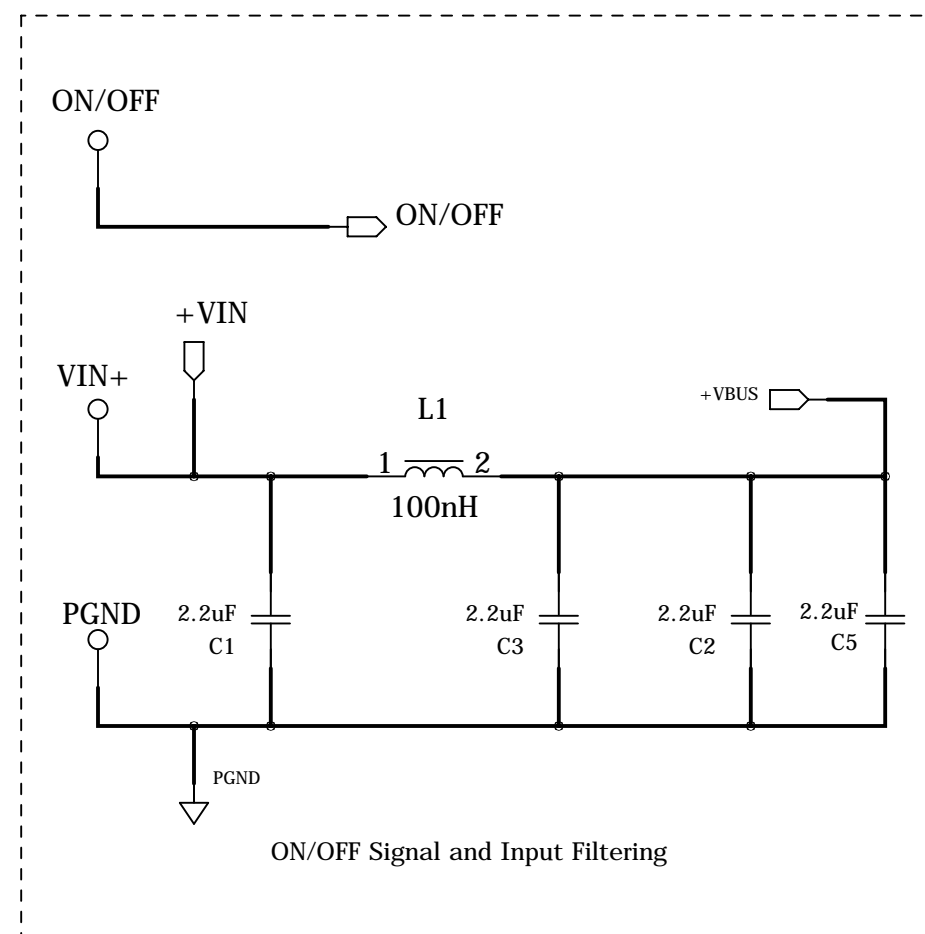 ON/OFF
ON/OFF
+VIN
VIN+
+VBUS
L1
1 2
100nH
PGND
2.2uF
C1
2.2uF
C3
2.2uF
C2
2.2uF
C5
PGND
ON/OFF Signal and Input Filtering